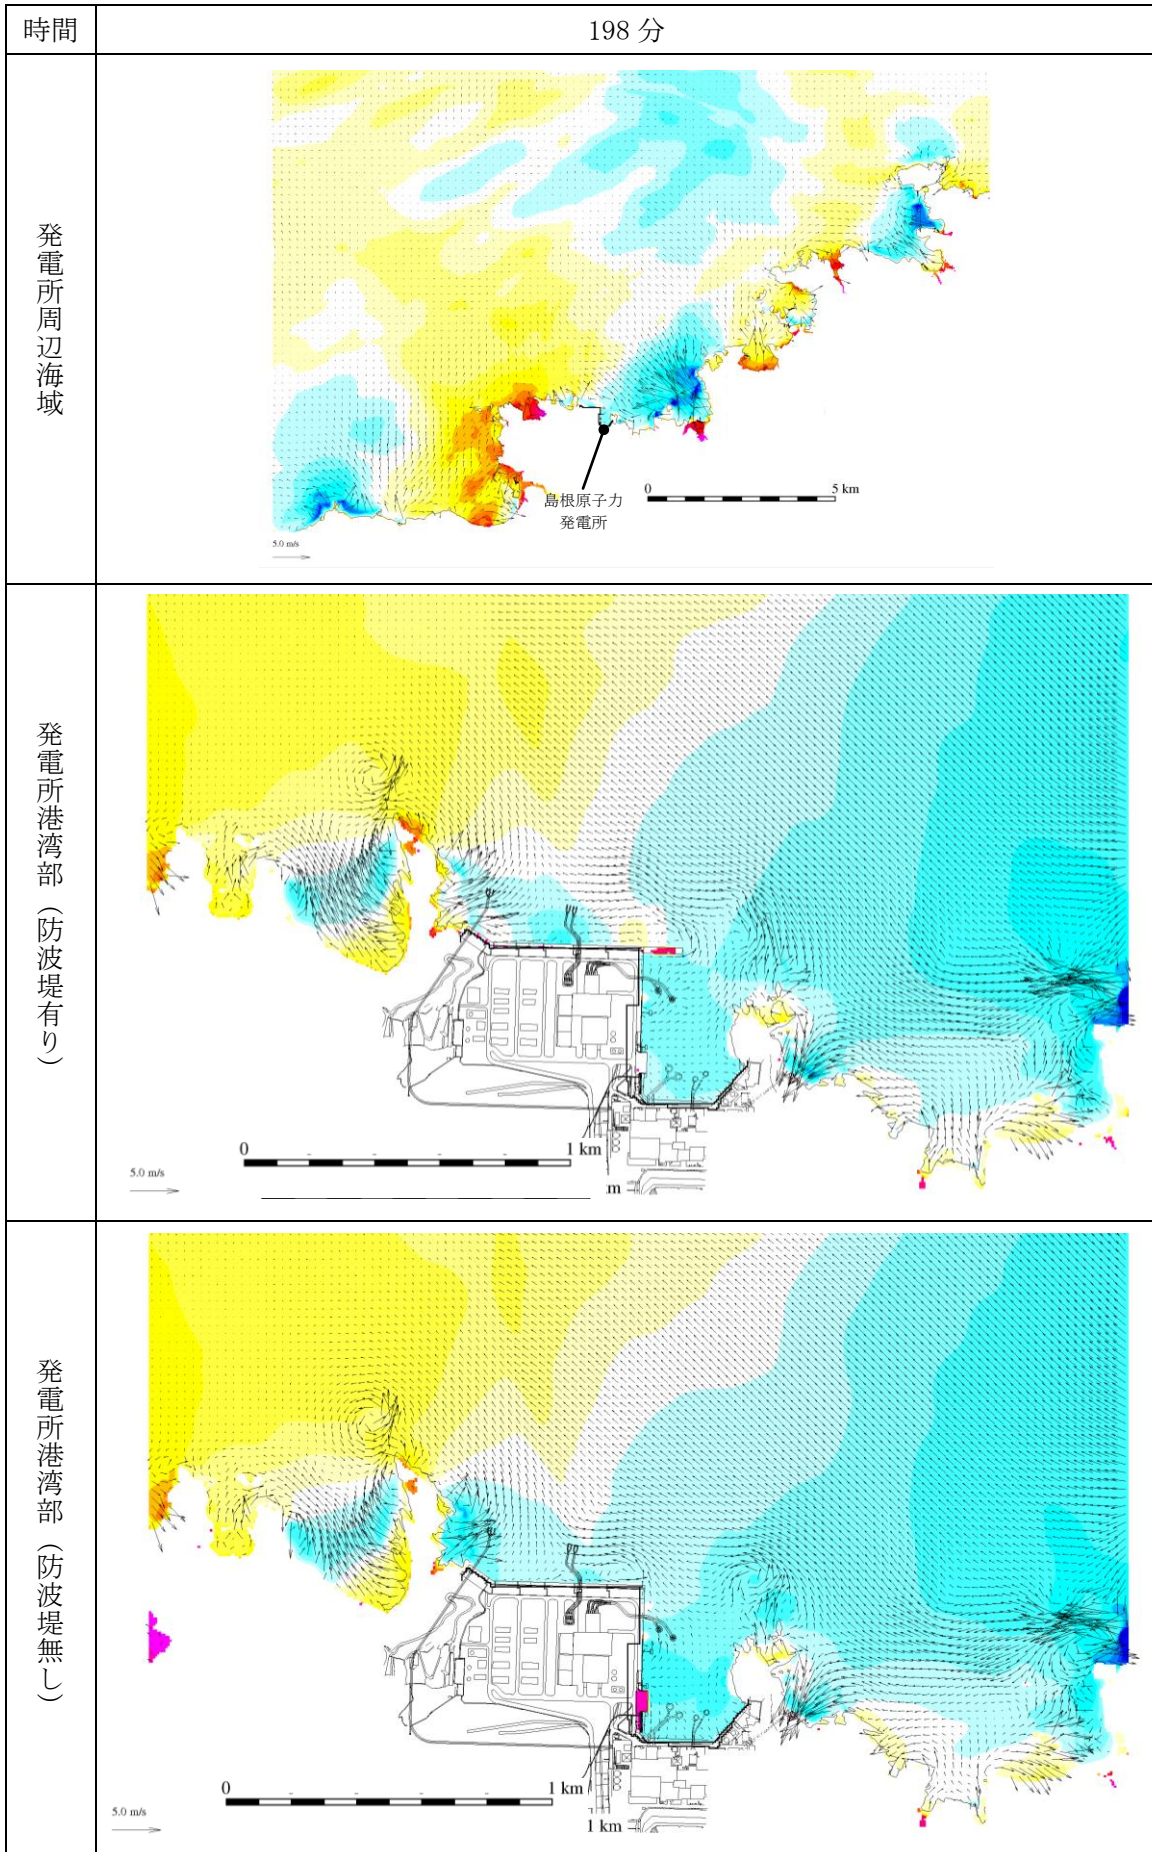 時間
198 分
発電所周辺海域
島根原子力
発電所
0
5 km
5.0 m/s
発電所港湾部（防波堤有り）
0
1 km
5.0 m/s
m
発電所港湾部（防波堤無し）
0
1 km
5.0 m/s
1 km